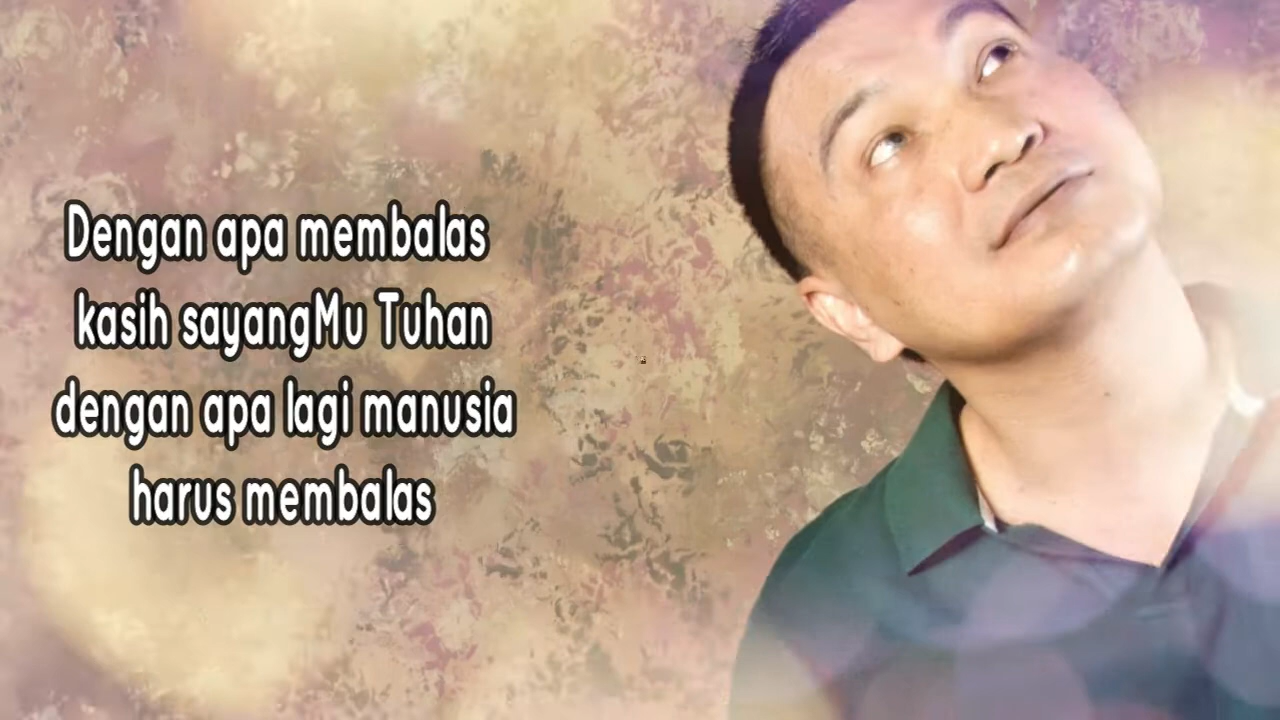 Dengan apa membalas
kasih sayangMu Tuhan
dengan apa lagi manusia
harus membalas